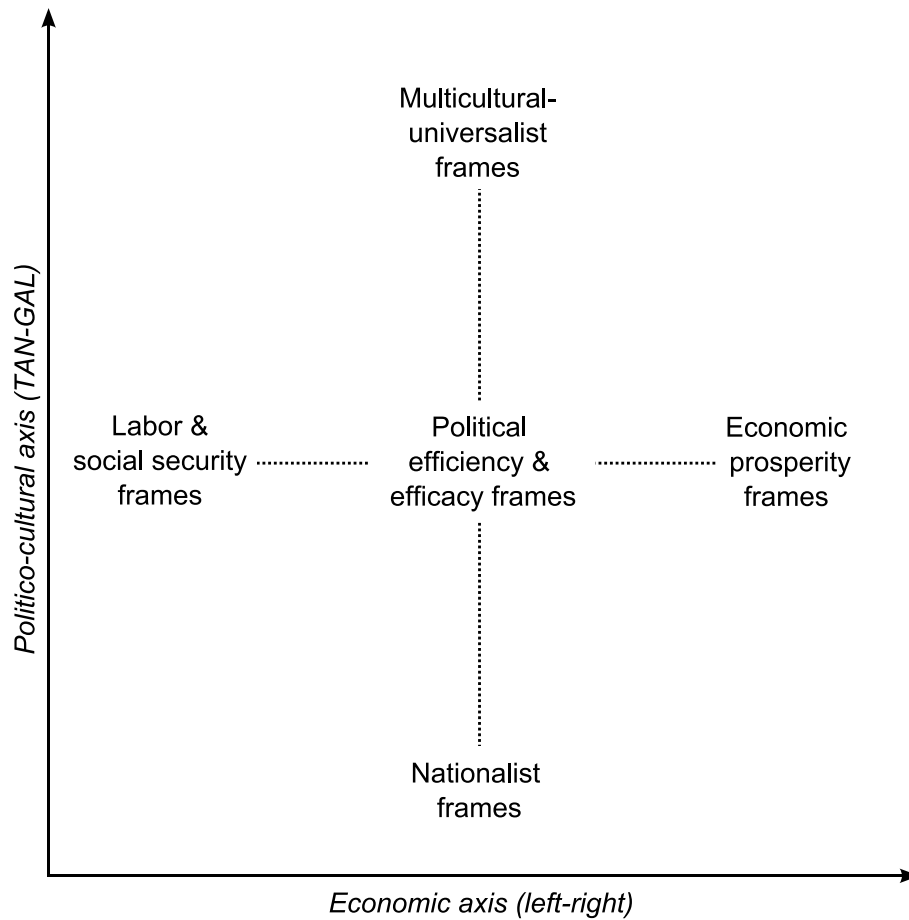 Multicultural-
universalist
frames
Politico-cultural axis (TAN-GAL)
Labor &
social security
frames
Political
efficiency &
efficacy frames
Economic
prosperity
frames
Nationalist
frames
Economic axis (left-right)